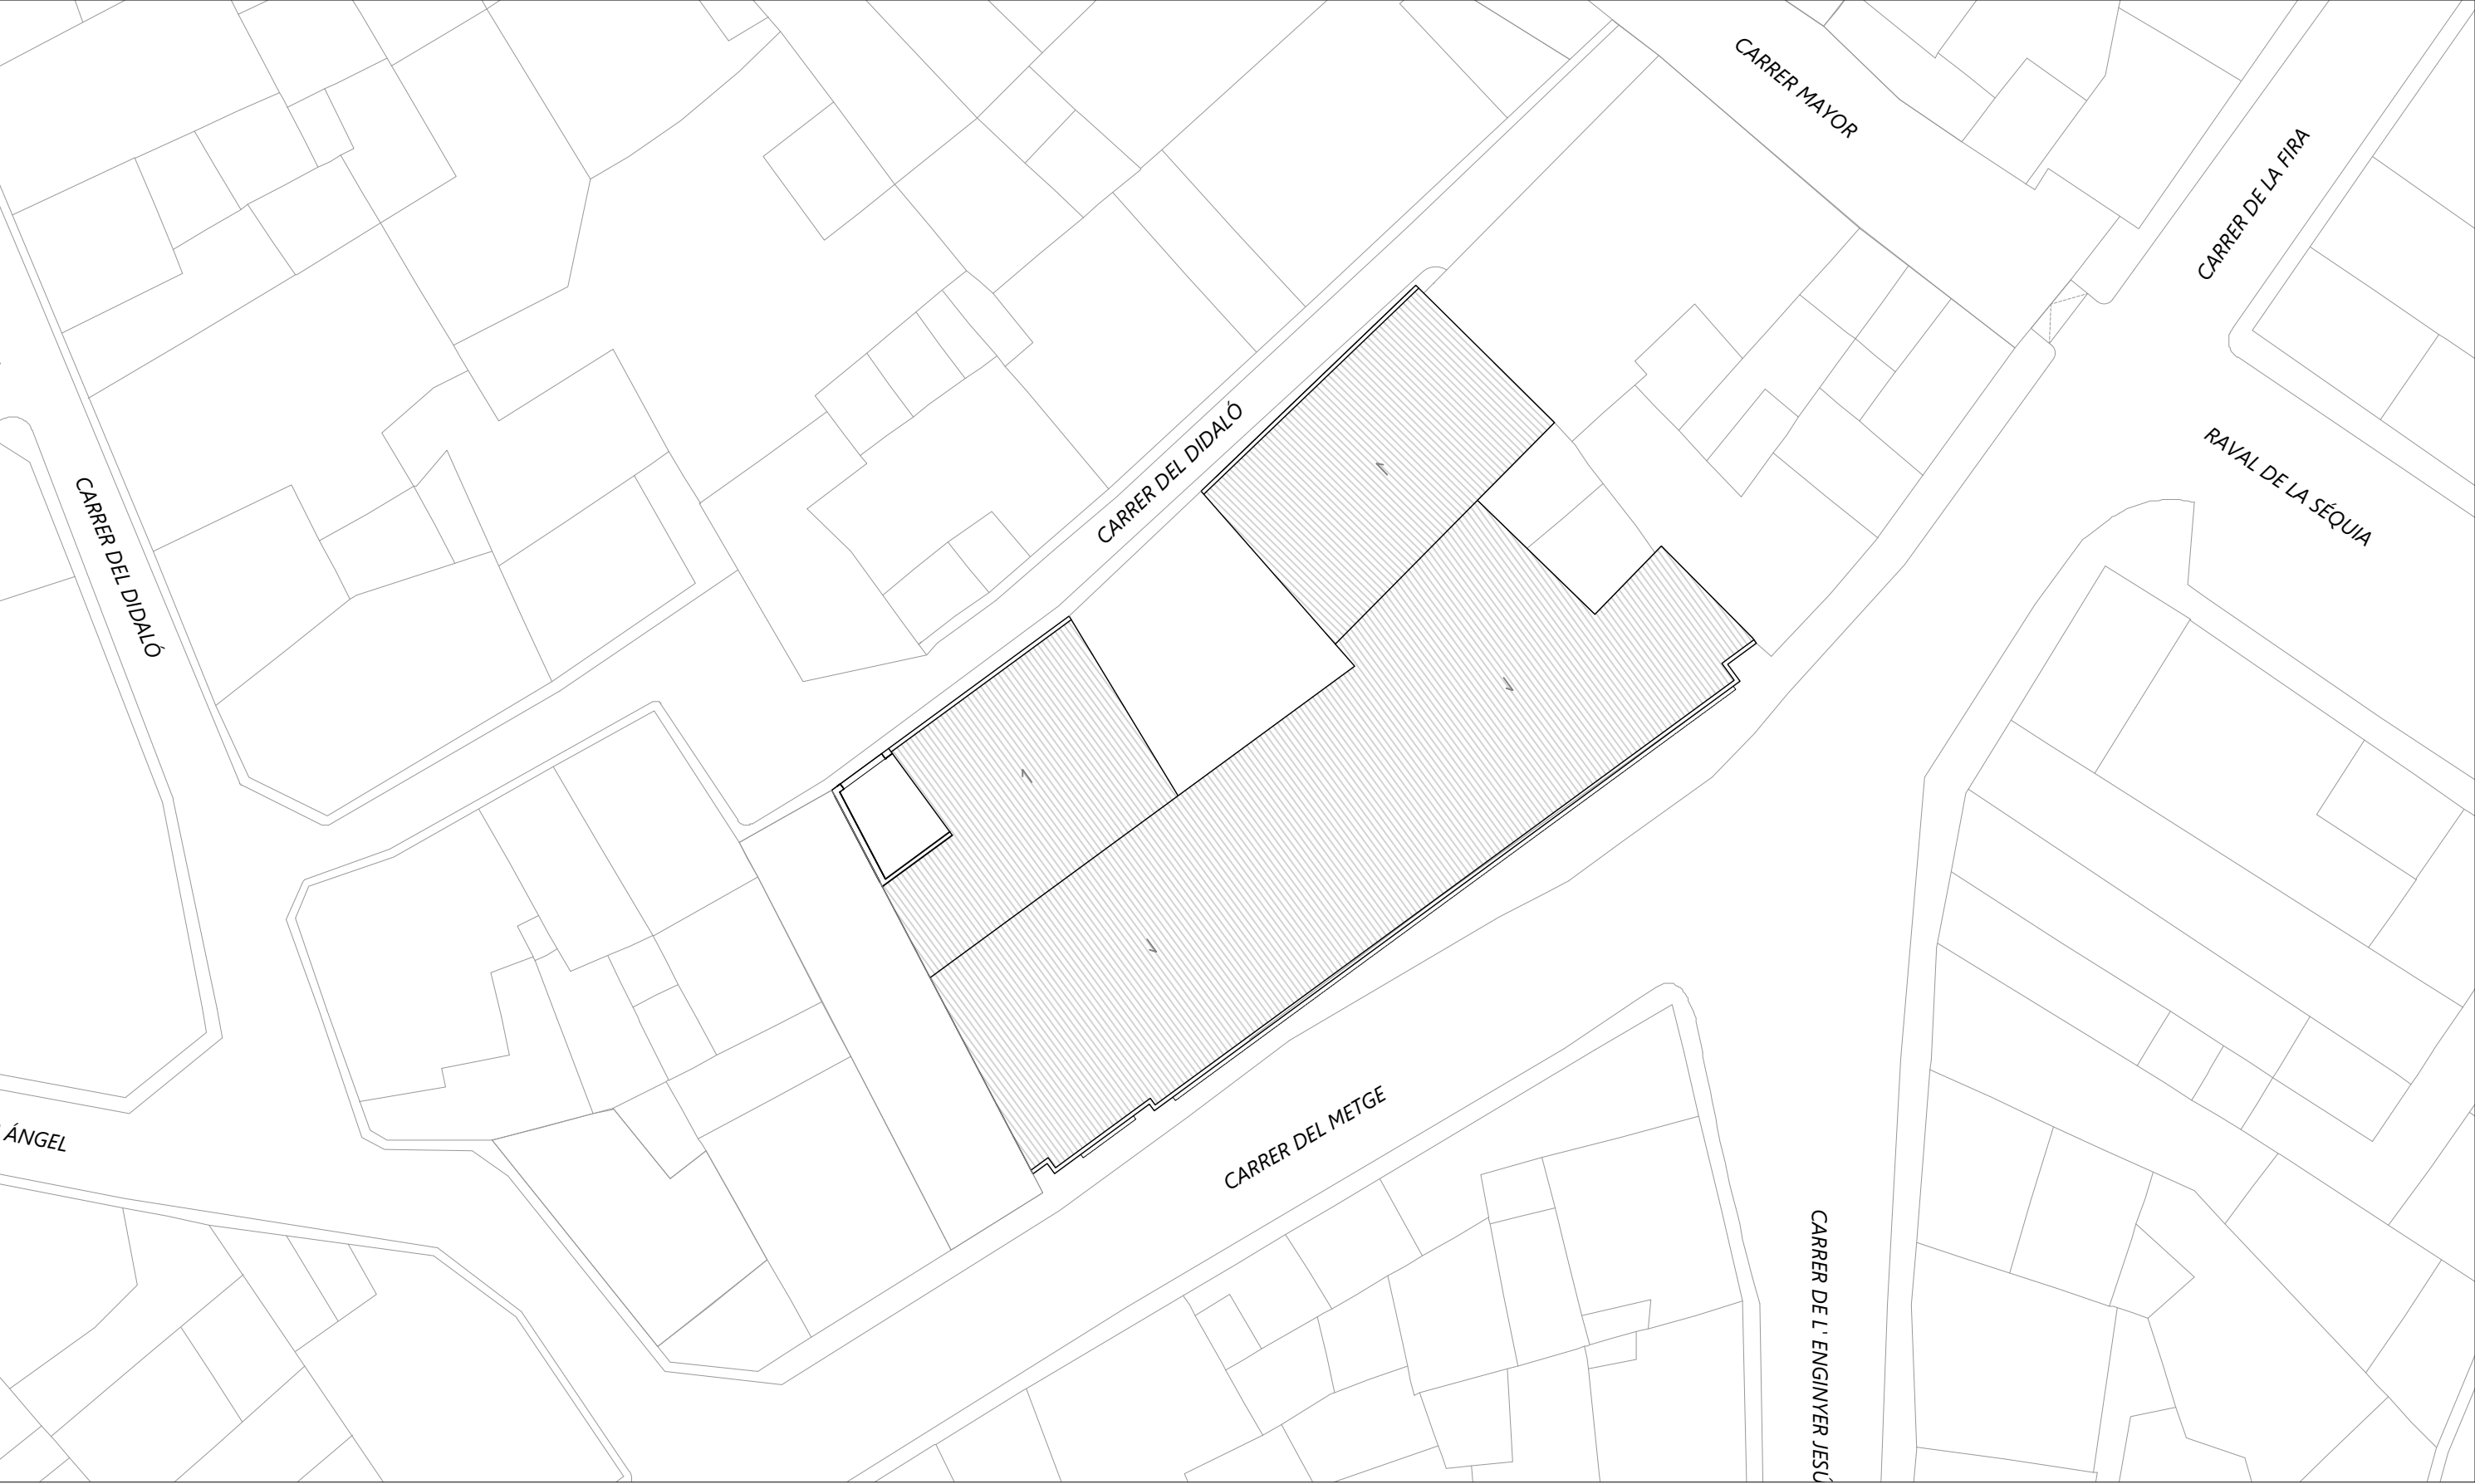 CARRER MAYOR
CARRER DE LA FIRA
RAVAL DE LA SÉQUIA
CARRER DEL DIDALÓ
CARRER DEL DIDALÓ
ÁNGEL
CARRER DEL METGE
CARRER DE L' ENGINYER JESÚ